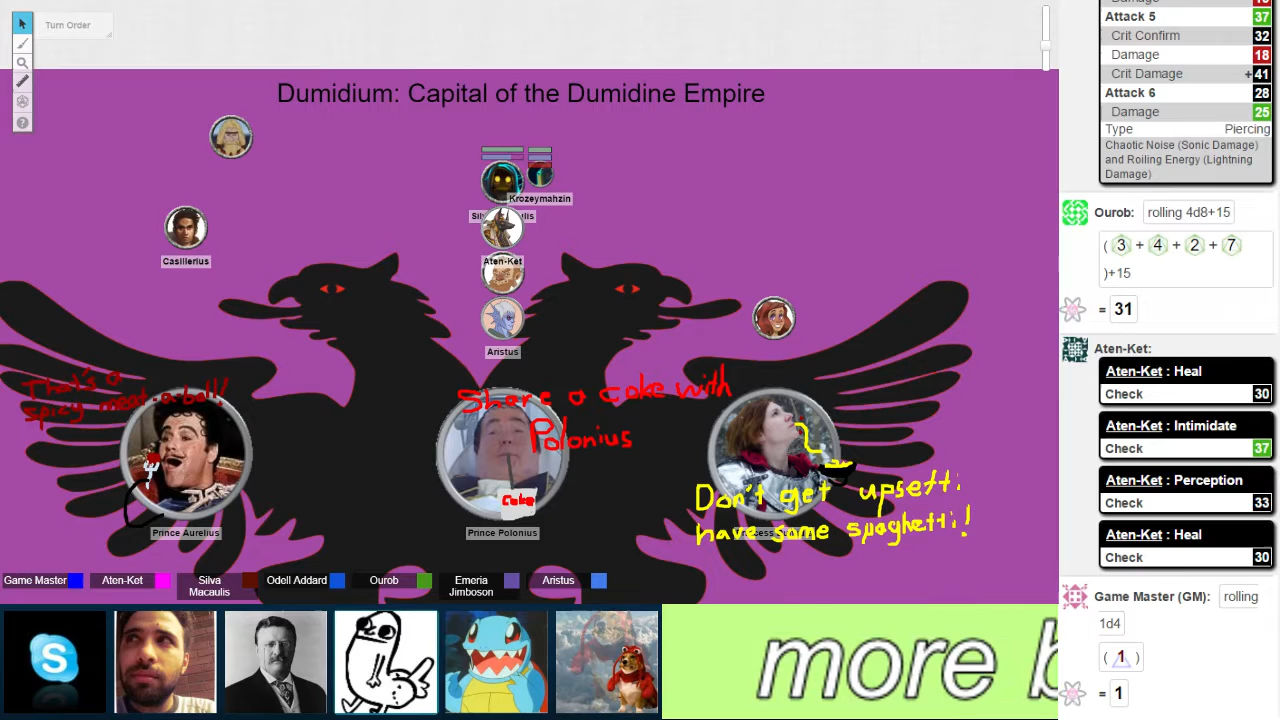 Turn Order
Dumidium: Capital of the Dumidine Empire
Krozeymahzin
Casillerius
Aten-Ket
Aristus
That's a
spicy meat-a-ball!
Share a coke with
Polonius
Coke
Don't get upsetti
have some spaghetti!
Prince Aurelius
Prince Polonius
Game Master
Aten-Ket
Silva
Macaulis
Odell Addard
Ourob
Emeria
Jimboson
Aristus
S
more
Attack 5 37
Crit Confirm 32
Damage 18
Crit Damage +41
Attack 6 28
Damage 25
Type Piercing
Chaotic Noise (Sonic Damage)
and Roiling Energy (Lightning
Damage)
Ourob: rolling 4d8+15
(3+4+2+7
)+15
= 31
Aten-Ket:
Aten-Ket : Heal
Check 30
Aten-Ket : Intimidate
Check 37
Aten-Ket : Perception
Check 33
Aten-Ket : Heal
Check 30
Game Master (GM): rolling
1d4
(1)
= 1